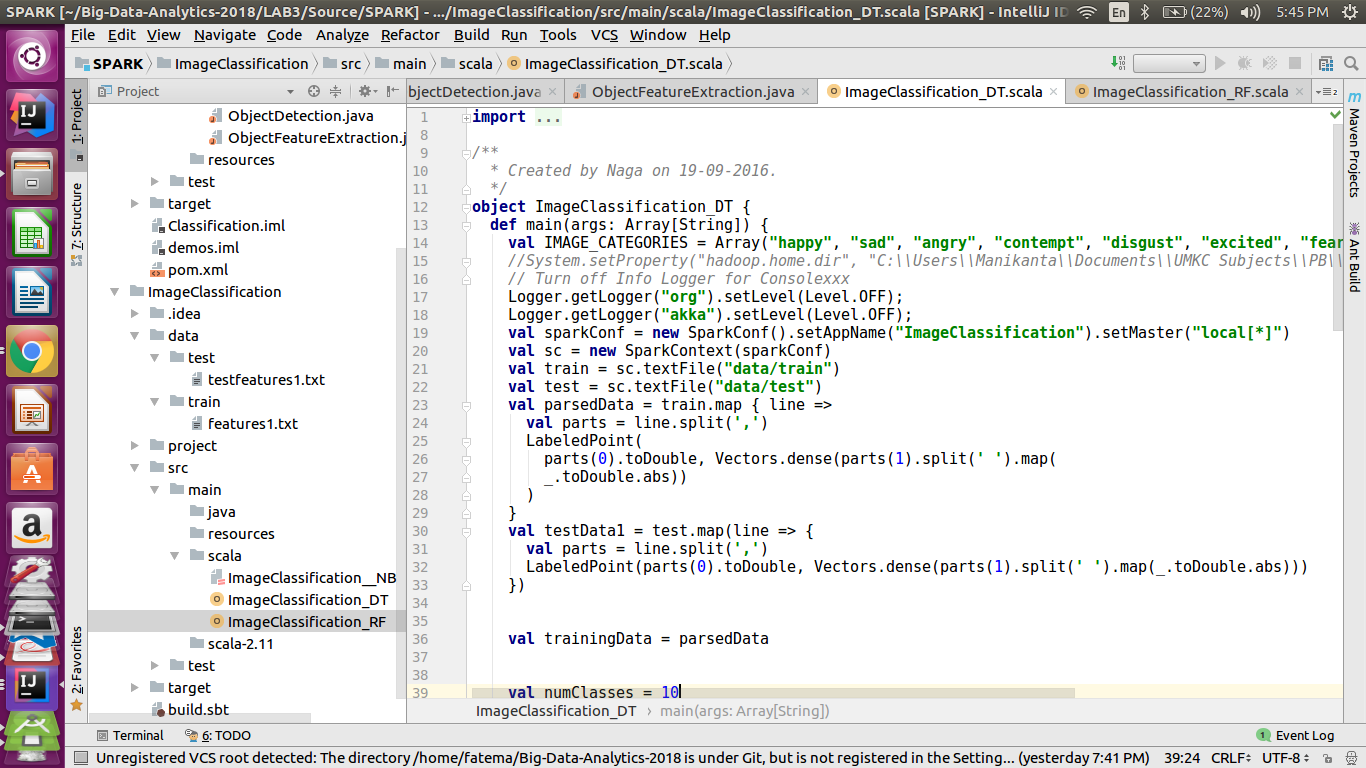 SPARK [~/Big-Data-Analytics-2018/LAB3/Source/SPARK] - .../ImageClassification/src/main/scala/ImageClassification_DT.scala [SPARK] - IntelliJ ID En (22%) 5:45 PM
File Edit View Navigate Code Analyze Refactor Build Run Tools VCS Window Help
SPARK ImageClassification src main scala ImageClassification_DT.scala
Project
bjectDetection.java ObjectFeatureExtraction.java ImageClassification_DT.scala ImageClassification_RF.scala
1: Project
7: Structure
2: Favorites
ObjectDetection.java
ObjectFeatureExtraction.j
resources
test
target
Classification.iml
demos.iml
pom.xml
ImageClassification
.idea
data
test
testfeatures1.txt
train
features1.txt
project
src
main
java
resources
scala
ImageClassification__NB
ImageClassification_DT
ImageClassification_RF
scala-2.11
test
target
build.sbt
1 import ...
8
9 /**
10 * Created by Naga on 19-09-2016.
11 */
12 object ImageClassification_DT {
13 def main(args: Array[String]) {
14 val IMAGE_CATEGORIES = Array("happy", "sad", "angry", "contempt", "disgust", "excited", "fear
15 //System.setProperty("hadoop.home.dir", "C:\\Users\\Manikanta\\Documents\\UMKC Subjects\\PB\\
16 // Turn off Info Logger for Consolexxx
17 Logger.getLogger("org").setLevel(Level.OFF);
18 Logger.getLogger("akka").setLevel(Level.OFF);
19 val sparkConf = new SparkConf().setAppName("ImageClassification").setMaster("local[*]")
20 val sc = new SparkContext(sparkConf)
21 val train = sc.textFile("data/train")
22 val test = sc.textFile("data/test")
23 val parsedData = train.map { line =>
24 val parts = line.split(',')
25 LabeledPoint(
26 parts(0).toDouble, Vectors.dense(parts(1).split(' ').map(
27 _.toDouble.abs))
28 )
29 }
30 val testData1 = test.map(line => {
31 val parts = line.split(',')
32 LabeledPoint(parts(0).toDouble, Vectors.dense(parts(1).split(' ').map(_.toDouble.abs)))
33 })
34
35
36 val trainingData = parsedData
37
38
39 val numClasses = 10
ImageClassification_DT › main(args: Array[String])
Maven Projects
Ant Build
Terminal 6: TODO 1 Event Log
Unregistered VCS root detected: The directory /home/fatema/Big-Data-Analytics-2018 is under Git, but is not registered in the Setting... (yesterday 7:41 PM) 39:24 CRLF UTF-8